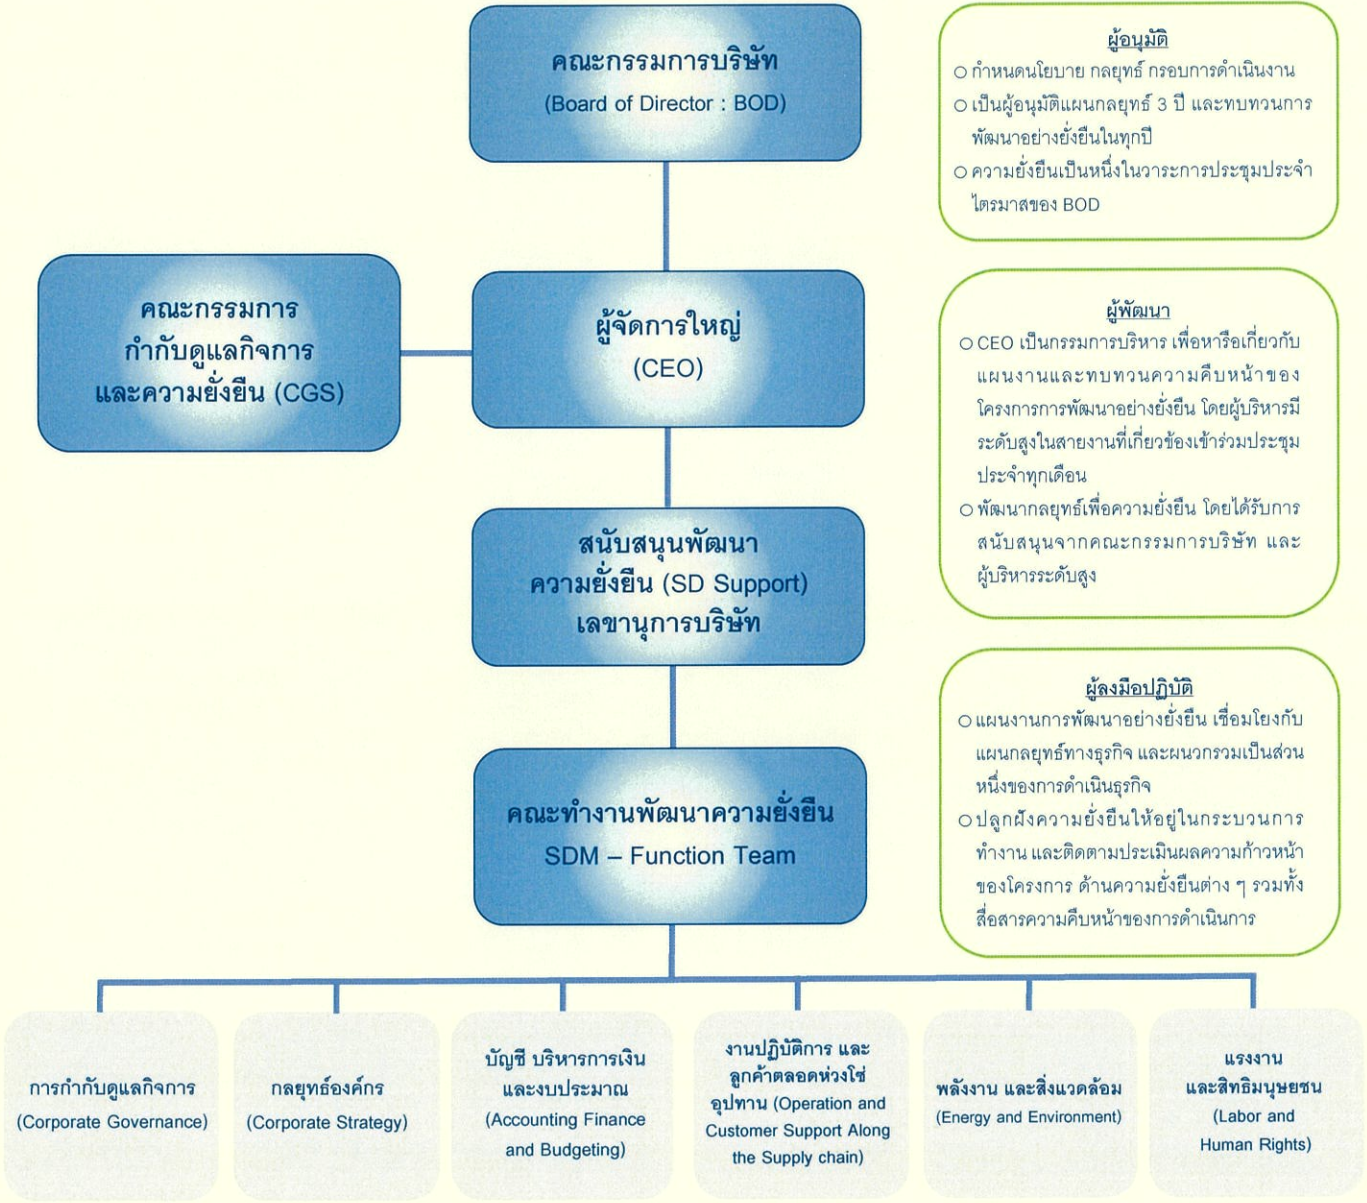 คณะกรรมการบริษัท
(Board of Director : BOD)
ผู้อนุมัติ
○ กำหนดนโยบาย กลยุทธ์ กรอบการดำเนินงาน
○ เป็นผู้อนุมัติแผนกลยุทธ์ 3 ปี และทบทวนการ
พัฒนาอย่างยั่งยืนในทุกปี
○ ความยั่งยืนเป็นหนึ่งในวาระการประชุมประจำ
ไตรมาสของ BOD
คณะกรรมการ
กำกับดูแลกิจการ
และความยั่งยืน (CGS)
ผู้จัดการใหญ่
(CEO)
ผู้พัฒนา
○ CEO เป็นกรรมการบริหาร เพื่อหารือเกี่ยวกับ
แผนงานและทบทวนความคืบหน้าของ
โครงการการพัฒนาอย่างยั่งยืน โดยผู้บริหารมี
ระดับสูงในสายงานที่เกี่ยวข้องเข้าร่วมประชุม
ประจำทุกเดือน
○ พัฒนากลยุทธ์เพื่อความยั่งยืน โดยได้รับการ
สนับสนุนจากคณะกรรมการบริษัท และ
ผู้บริหารระดับสูง
สนับสนุนพัฒนา
ความยั่งยืน (SD Support)
เลขานุการบริษัท
ผู้ลงมือปฏิบัติ
○ แผนงานการพัฒนาอย่างยั่งยืน เชื่อมโยงกับ
แผนกลยุทธ์ทางธุรกิจ และผนวกรวมเป็นส่วน
หนึ่งของการดำเนินธุรกิจ
○ ปลูกฝังความยั่งยืนให้อยู่ในกระบวนการ
ทำงาน และติดตามประเมินผลความก้าวหน้า
ของโครงการ ด้านความยั่งยืนต่าง ๆ รวมทั้ง
สื่อสารความคืบหน้าของการดำเนินการ
คณะทำงานพัฒนาความยั่งยืน
SDM – Function Team
การกำกับดูแลกิจการ
(Corporate Governance)
กลยุทธ์องค์กร
(Corporate Strategy)
บัญชี บริหารการเงิน
และงบประมาณ
(Accounting Finance
and Budgeting)
งานปฏิบัติการ และ
ลูกค้าตลอดห่วงโซ่
อุปทาน (Operation and
Customer Support Along
the Supply chain)
พลังงาน และสิ่งแวดล้อม
(Energy and Environment)
แรงงาน
และสิทธิมนุษยชน
(Labor and
Human Rights)